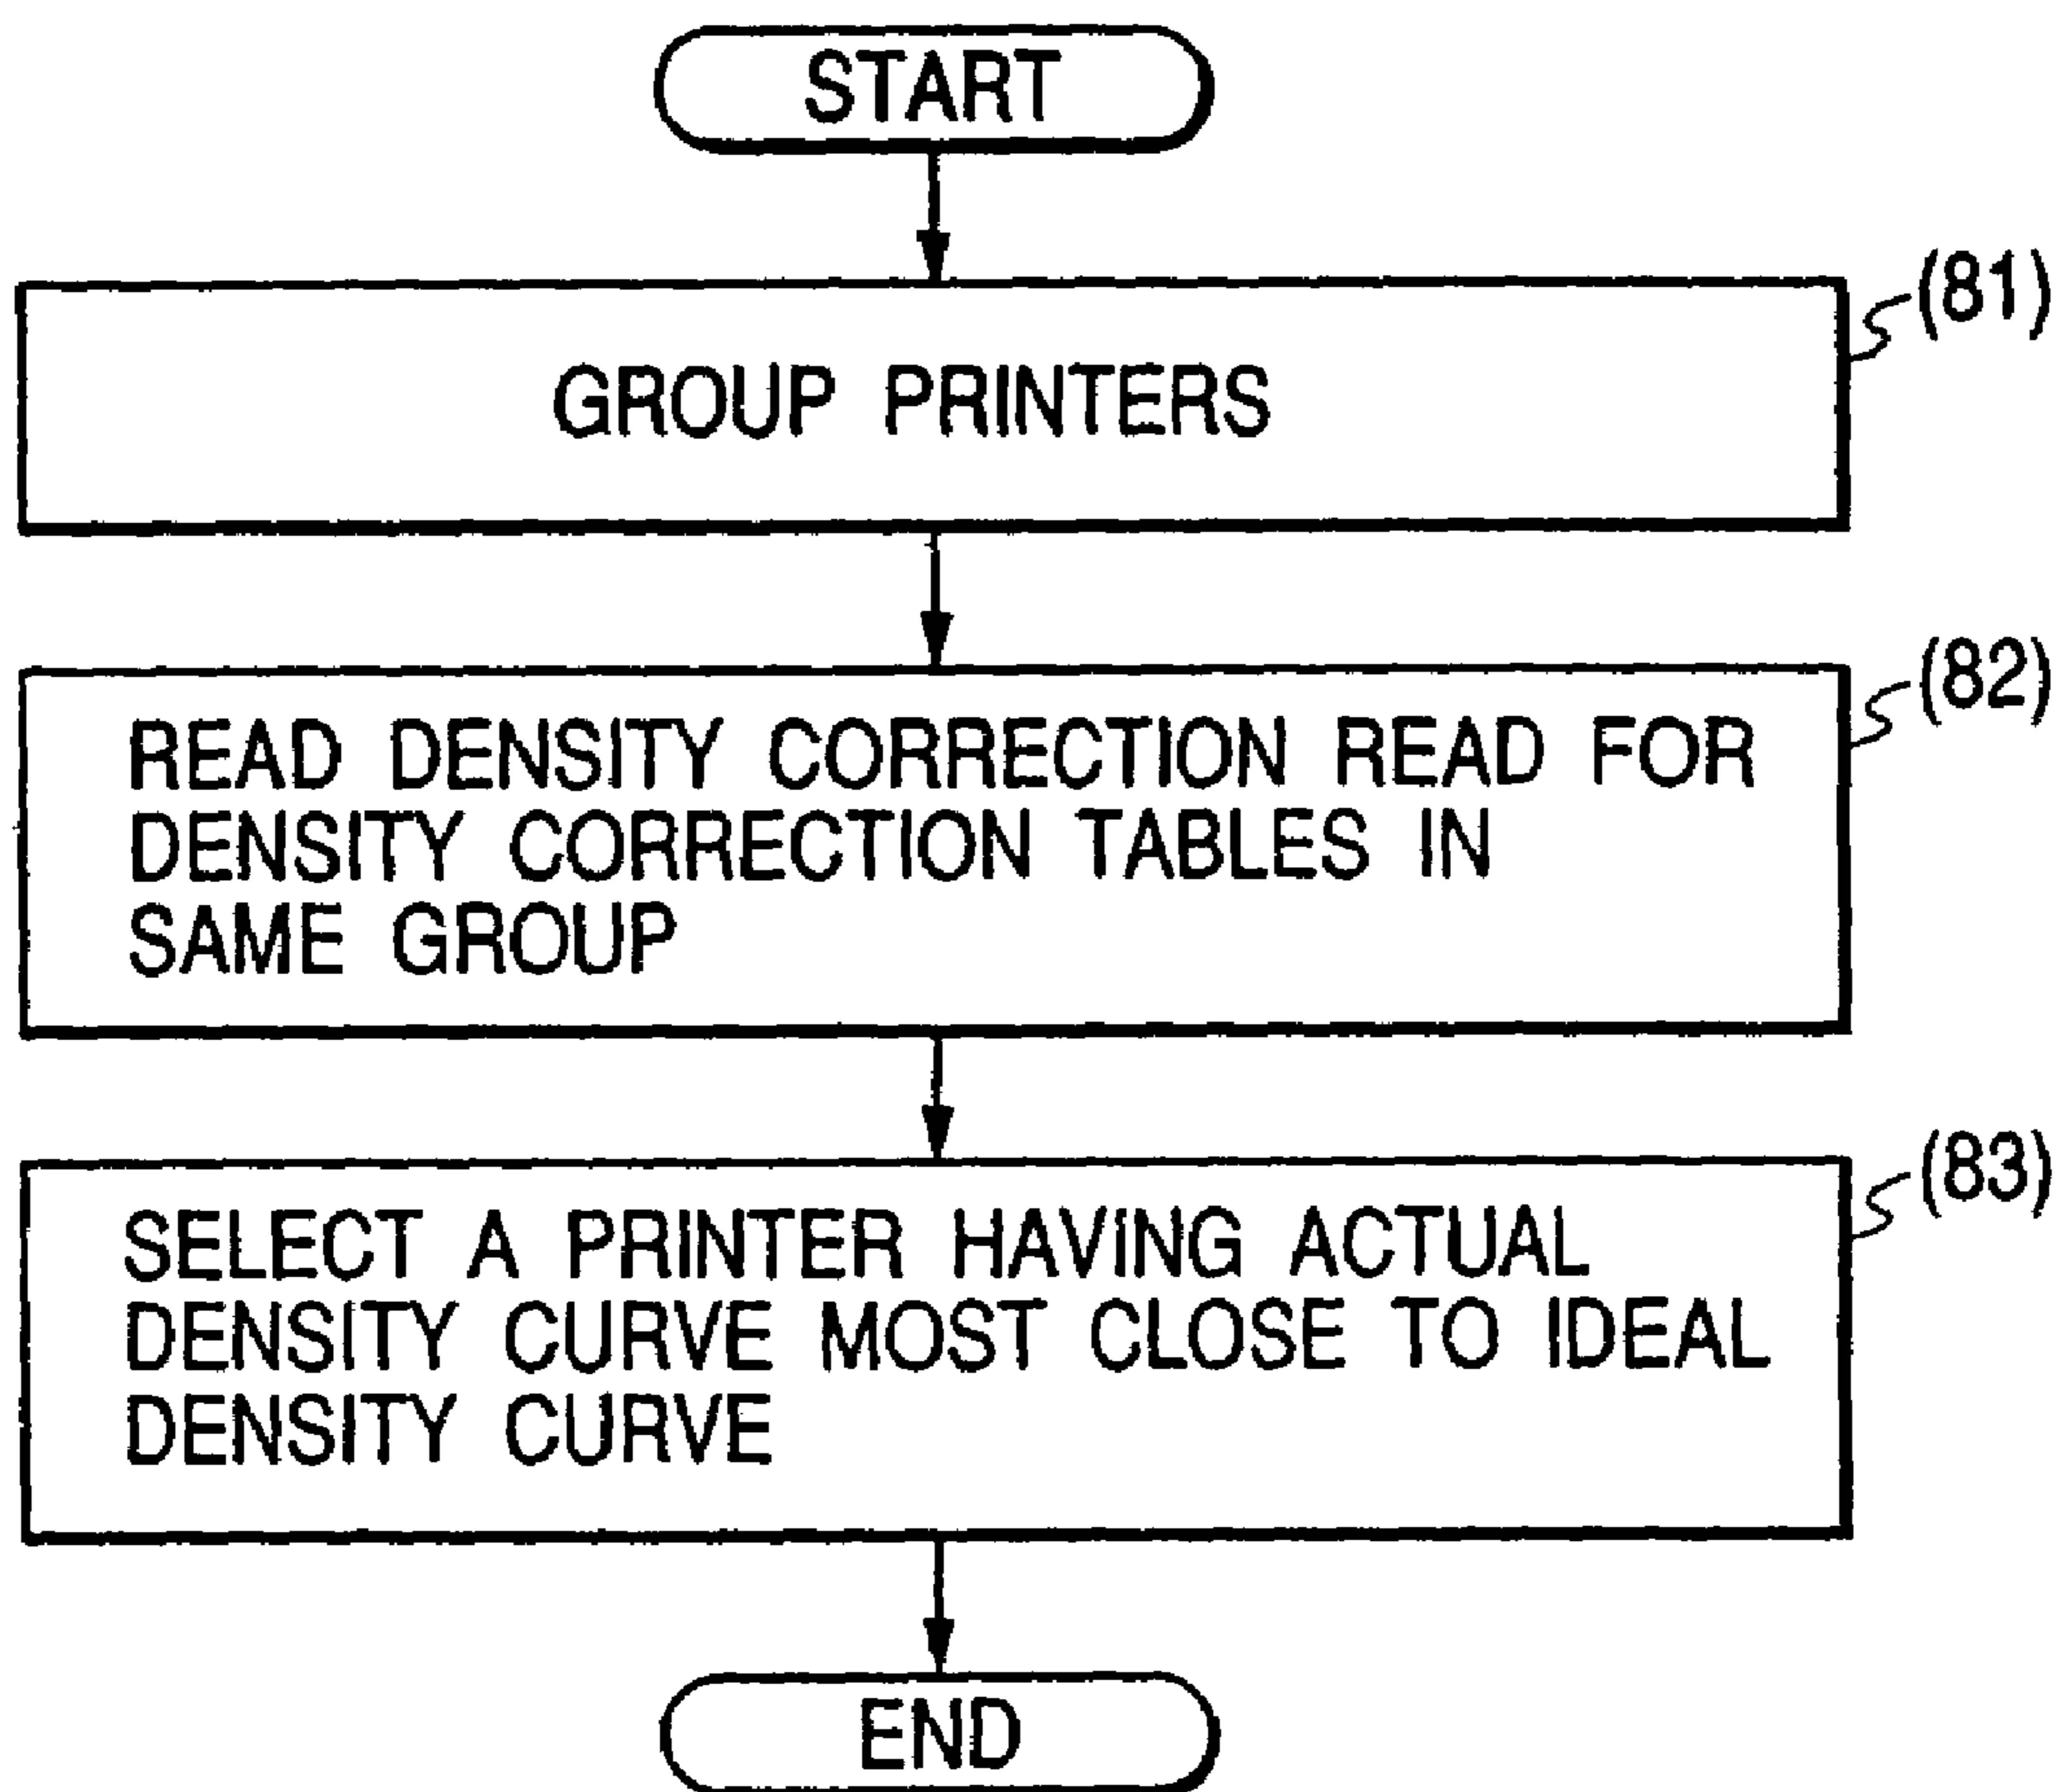 START
(81)
GROUP PRINTERS
(82)
READ DENSITY CORRECTION READ FOR
DENSITY CORRECTION TABLES IN
SAME GROUP
(83)
SELECT A PRINTER HAVING ACTUAL
DENSITY CURVE MOST CLOSE TO IDEAL
DENSITY CURVE
END